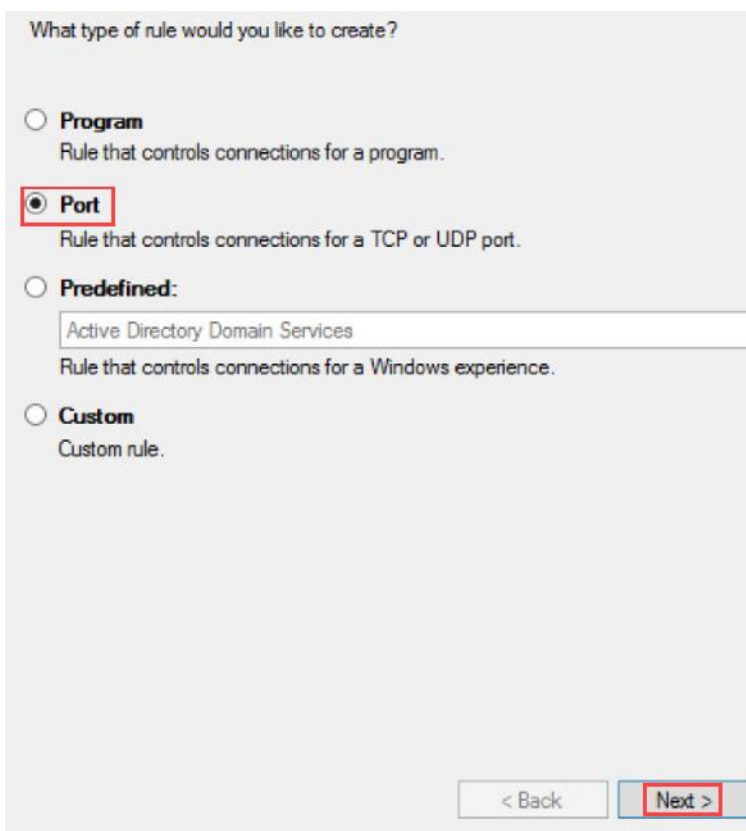 What type of rule would you like to create?
Program
Rule that controls connections for a program.
Port
Rule that controls connections for a TCP or UDP port.
Predefined:
Active Directory Domain Services
Rule that controls connections for a Windows experience.
Custom
Custom rule.
< Back
Next >